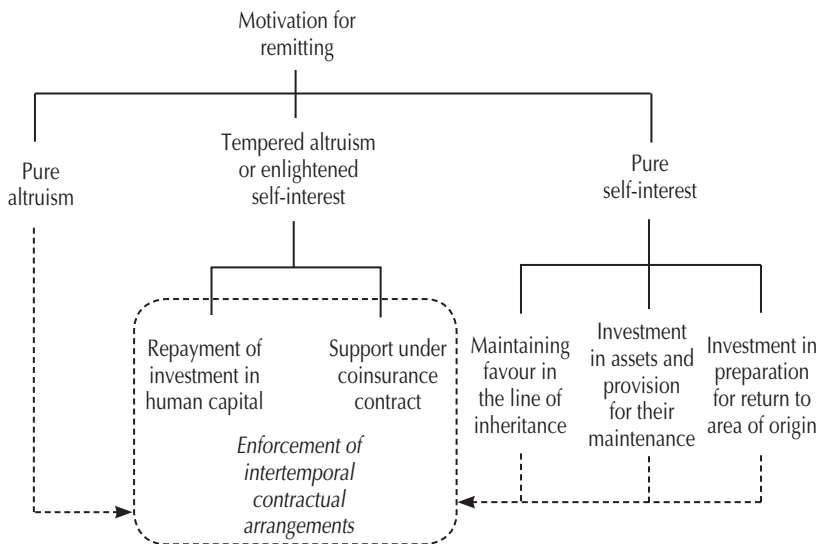 Motivation for
remitting
Pure
altruism
Tempered altruism
or enlightened
self-interest
Pure
self-interest
Repayment of
investment in
human capital
Support under
coinsurance
contract
Enforcement of
intertemporal
contractual
arrangements
Maintaining
favour in
the line of
inheritance
Investment
in assets and
provision
for their
maintenance
Investment in
preparation
for return to
area of origin